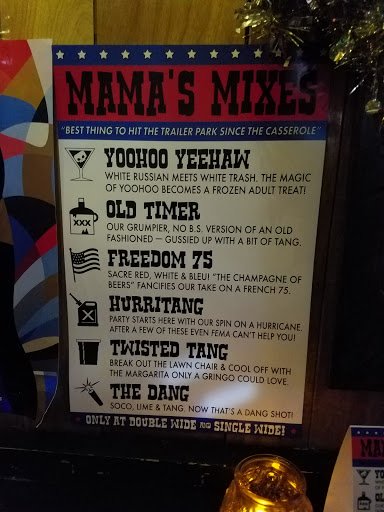 MAMA'S MIXES
"BEST THING TO HIT THE TRAILER PARK SINCE THE CASSEROLE"
YOOHOO YEEHAW
WHITE RUSSIAN MEETS WHITE TRASH. THE MAGIC
OF YOOHOO BECOMES A FROZEN ADULT TREAT!
XXX
OLD TIMER
OUR GRUMPIER, NO B.S. VERSION OF AN OLD
FASHIONED — GUSSIED UP WITH A BIT OF TANG.
FREEDOM 75
SACRE RED, WHITE & BLEU! "THE CHAMPAGNE OF
BEERS" FANCIFIES OUR TAKE ON A FRENCH 75.
HURRITANG
PARTY STARTS HERE WITH OUR SPIN ON A HURRICANE.
AFTER A FEW OF THESE EVEN FEMA CAN'T HELP YOU!
TWISTED TANG
BREAK OUT THE LAWN CHAIR & COOL OFF WITH
THE MARGARITA ONLY A GRINGO COULD LOVE.
THE DANG
SOCO, LIME & TANG. NOW THAT'S A DANG SHOT!
ONLY AT DOUBLE WIDE AND SINGLE WIDE!